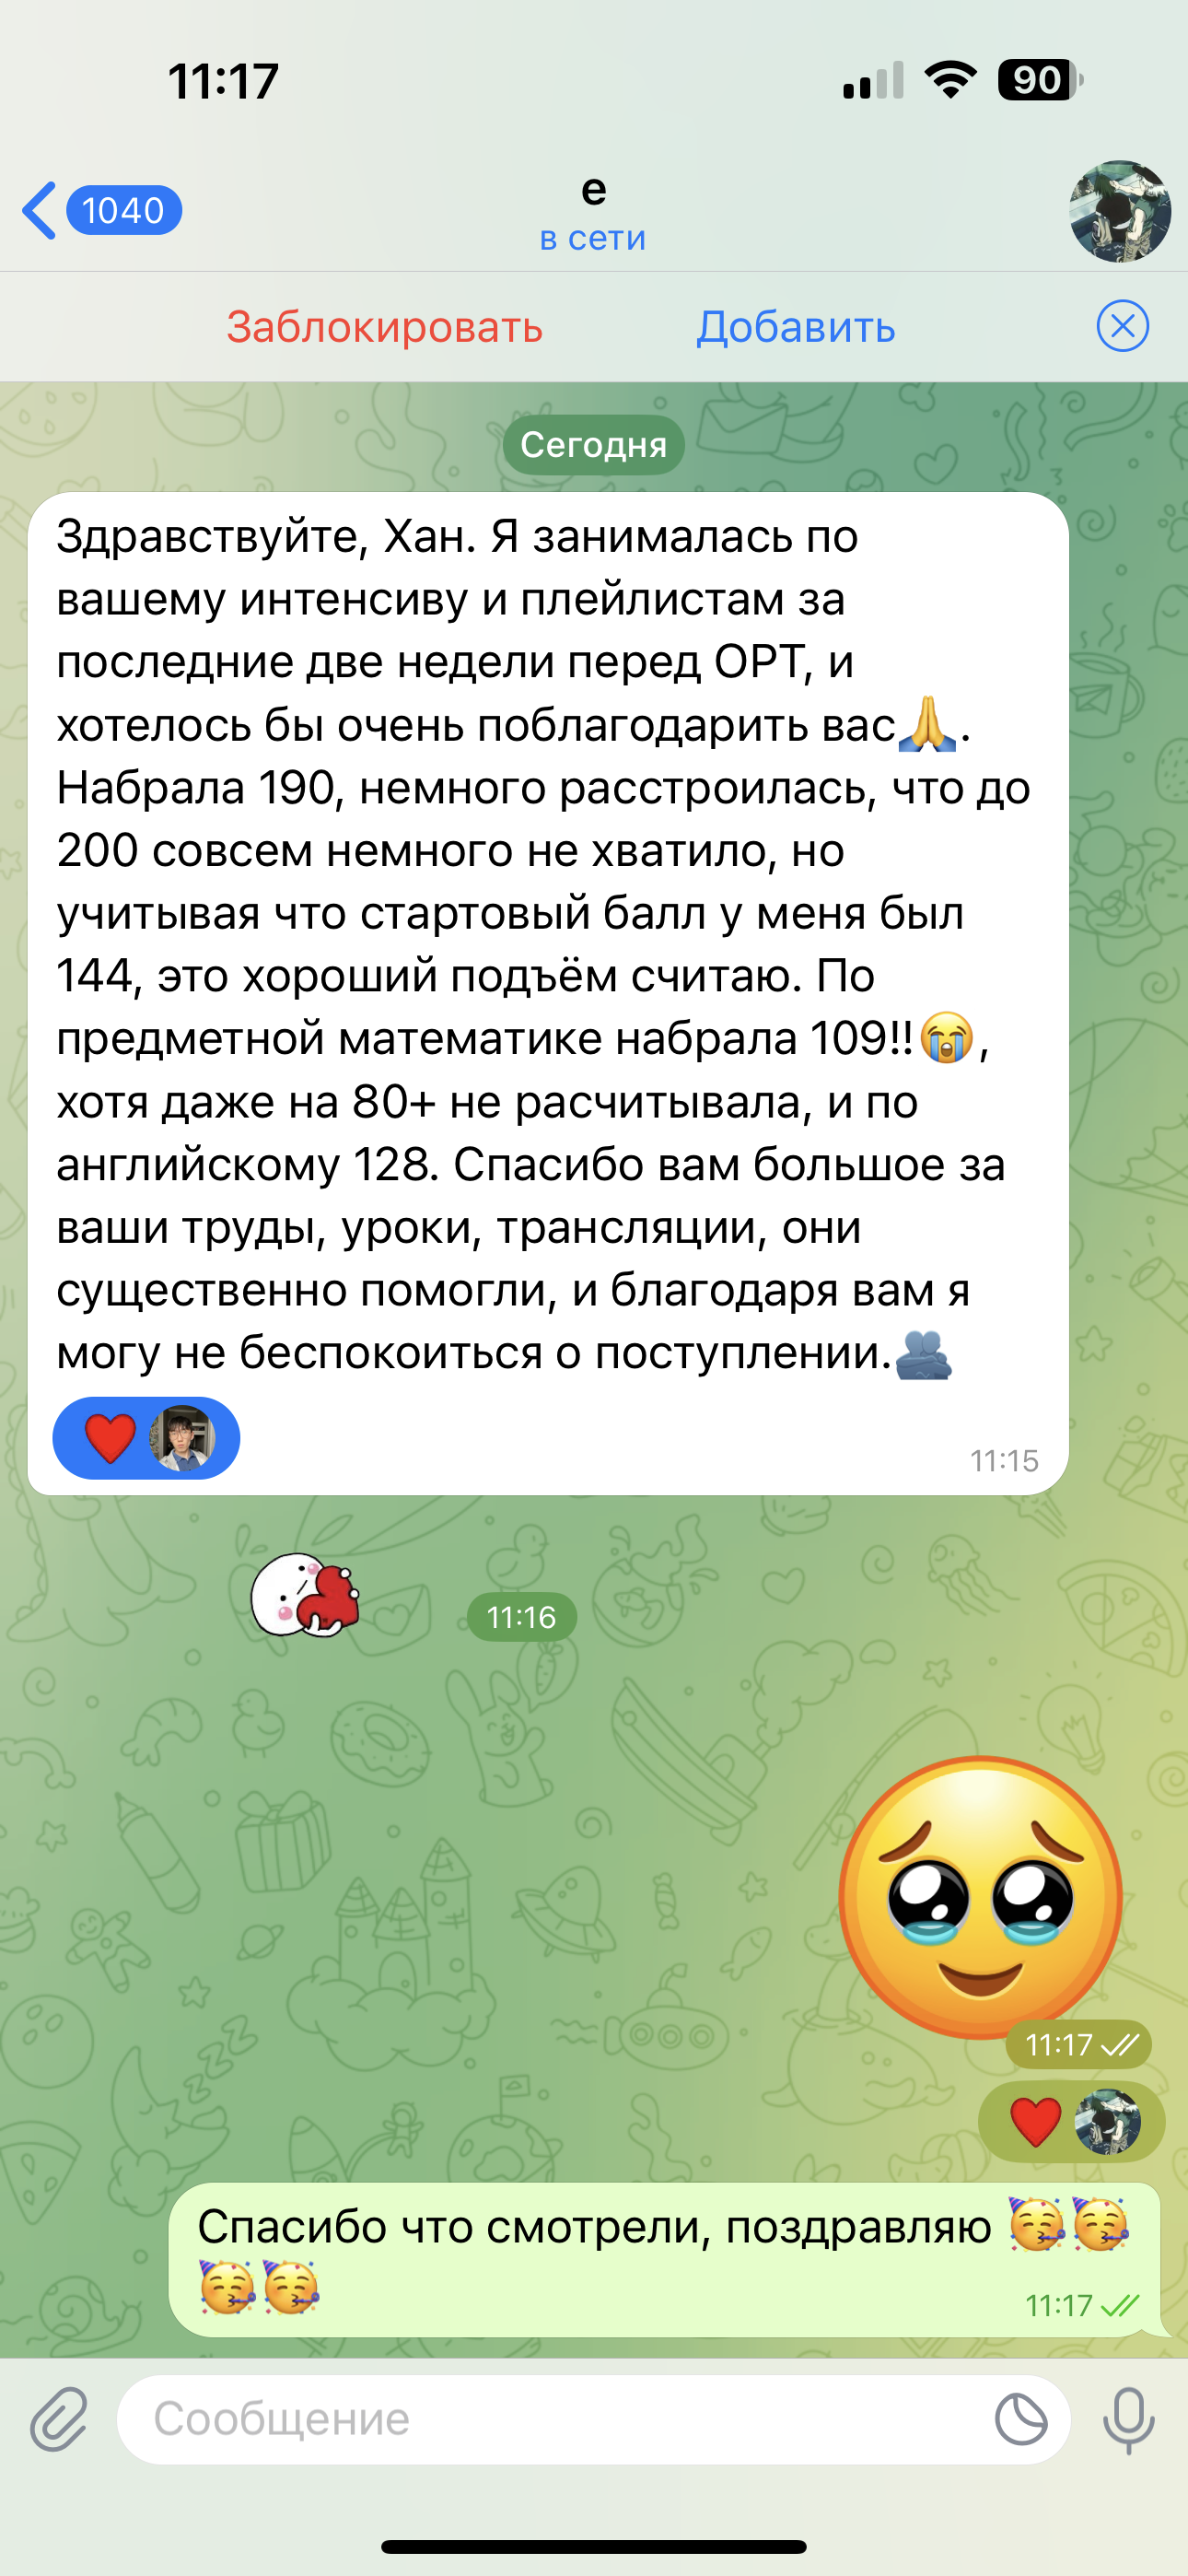 11:17
90
1040
е
в сети
Заблокировать
Добавить
Сегодня
Здравствуйте, Хан. Я занималась по
вашему интенсиву и плейлистам за
последние две недели перед ОРТ, и
хотелось бы очень поблагодарить вас🙏.
Набрала 190, немного расстроилась, что до
200 совсем немного не хватило, но
учитывая что стартовый балл у меня был
144, это хороший подъём считаю. По
предметной математике набрала 109!!😭,
хотя даже на 80+ не расчитывала, и по
английскому 128. Спасибо вам большое за
ваши труды, уроки, трансляции, они
существенно помогли, и благодаря вам я
могу не беспокоиться о поступлении.🫂
11:15
11:16
11:17
Спасибо что смотрели, поздравляю 🥳🥳
🥳🥳
11:17
Сообщение